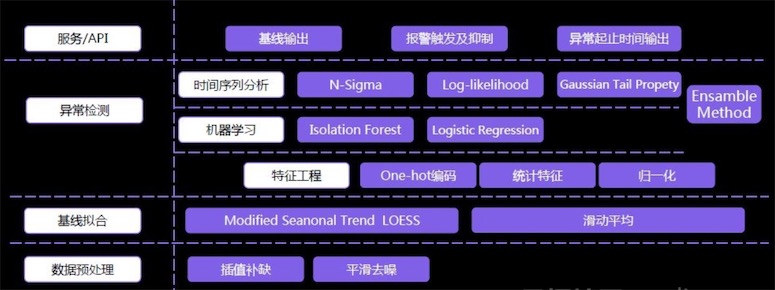 服务/API
基线输出
报警触发及抑制
异常起止时间输出
异常检测
时间序列分析
N-Sigma
Log-likelihood
Gaussian Tail Propety
Ensamble
Method
机器学习
Isolation Forest
Logistic Regression
特征工程
One-hot编码
统计特征
归一化
基线拟合
Modified Seanonal Trend LOESS
滑动平均
数据预处理
插值补缺
平滑去噪